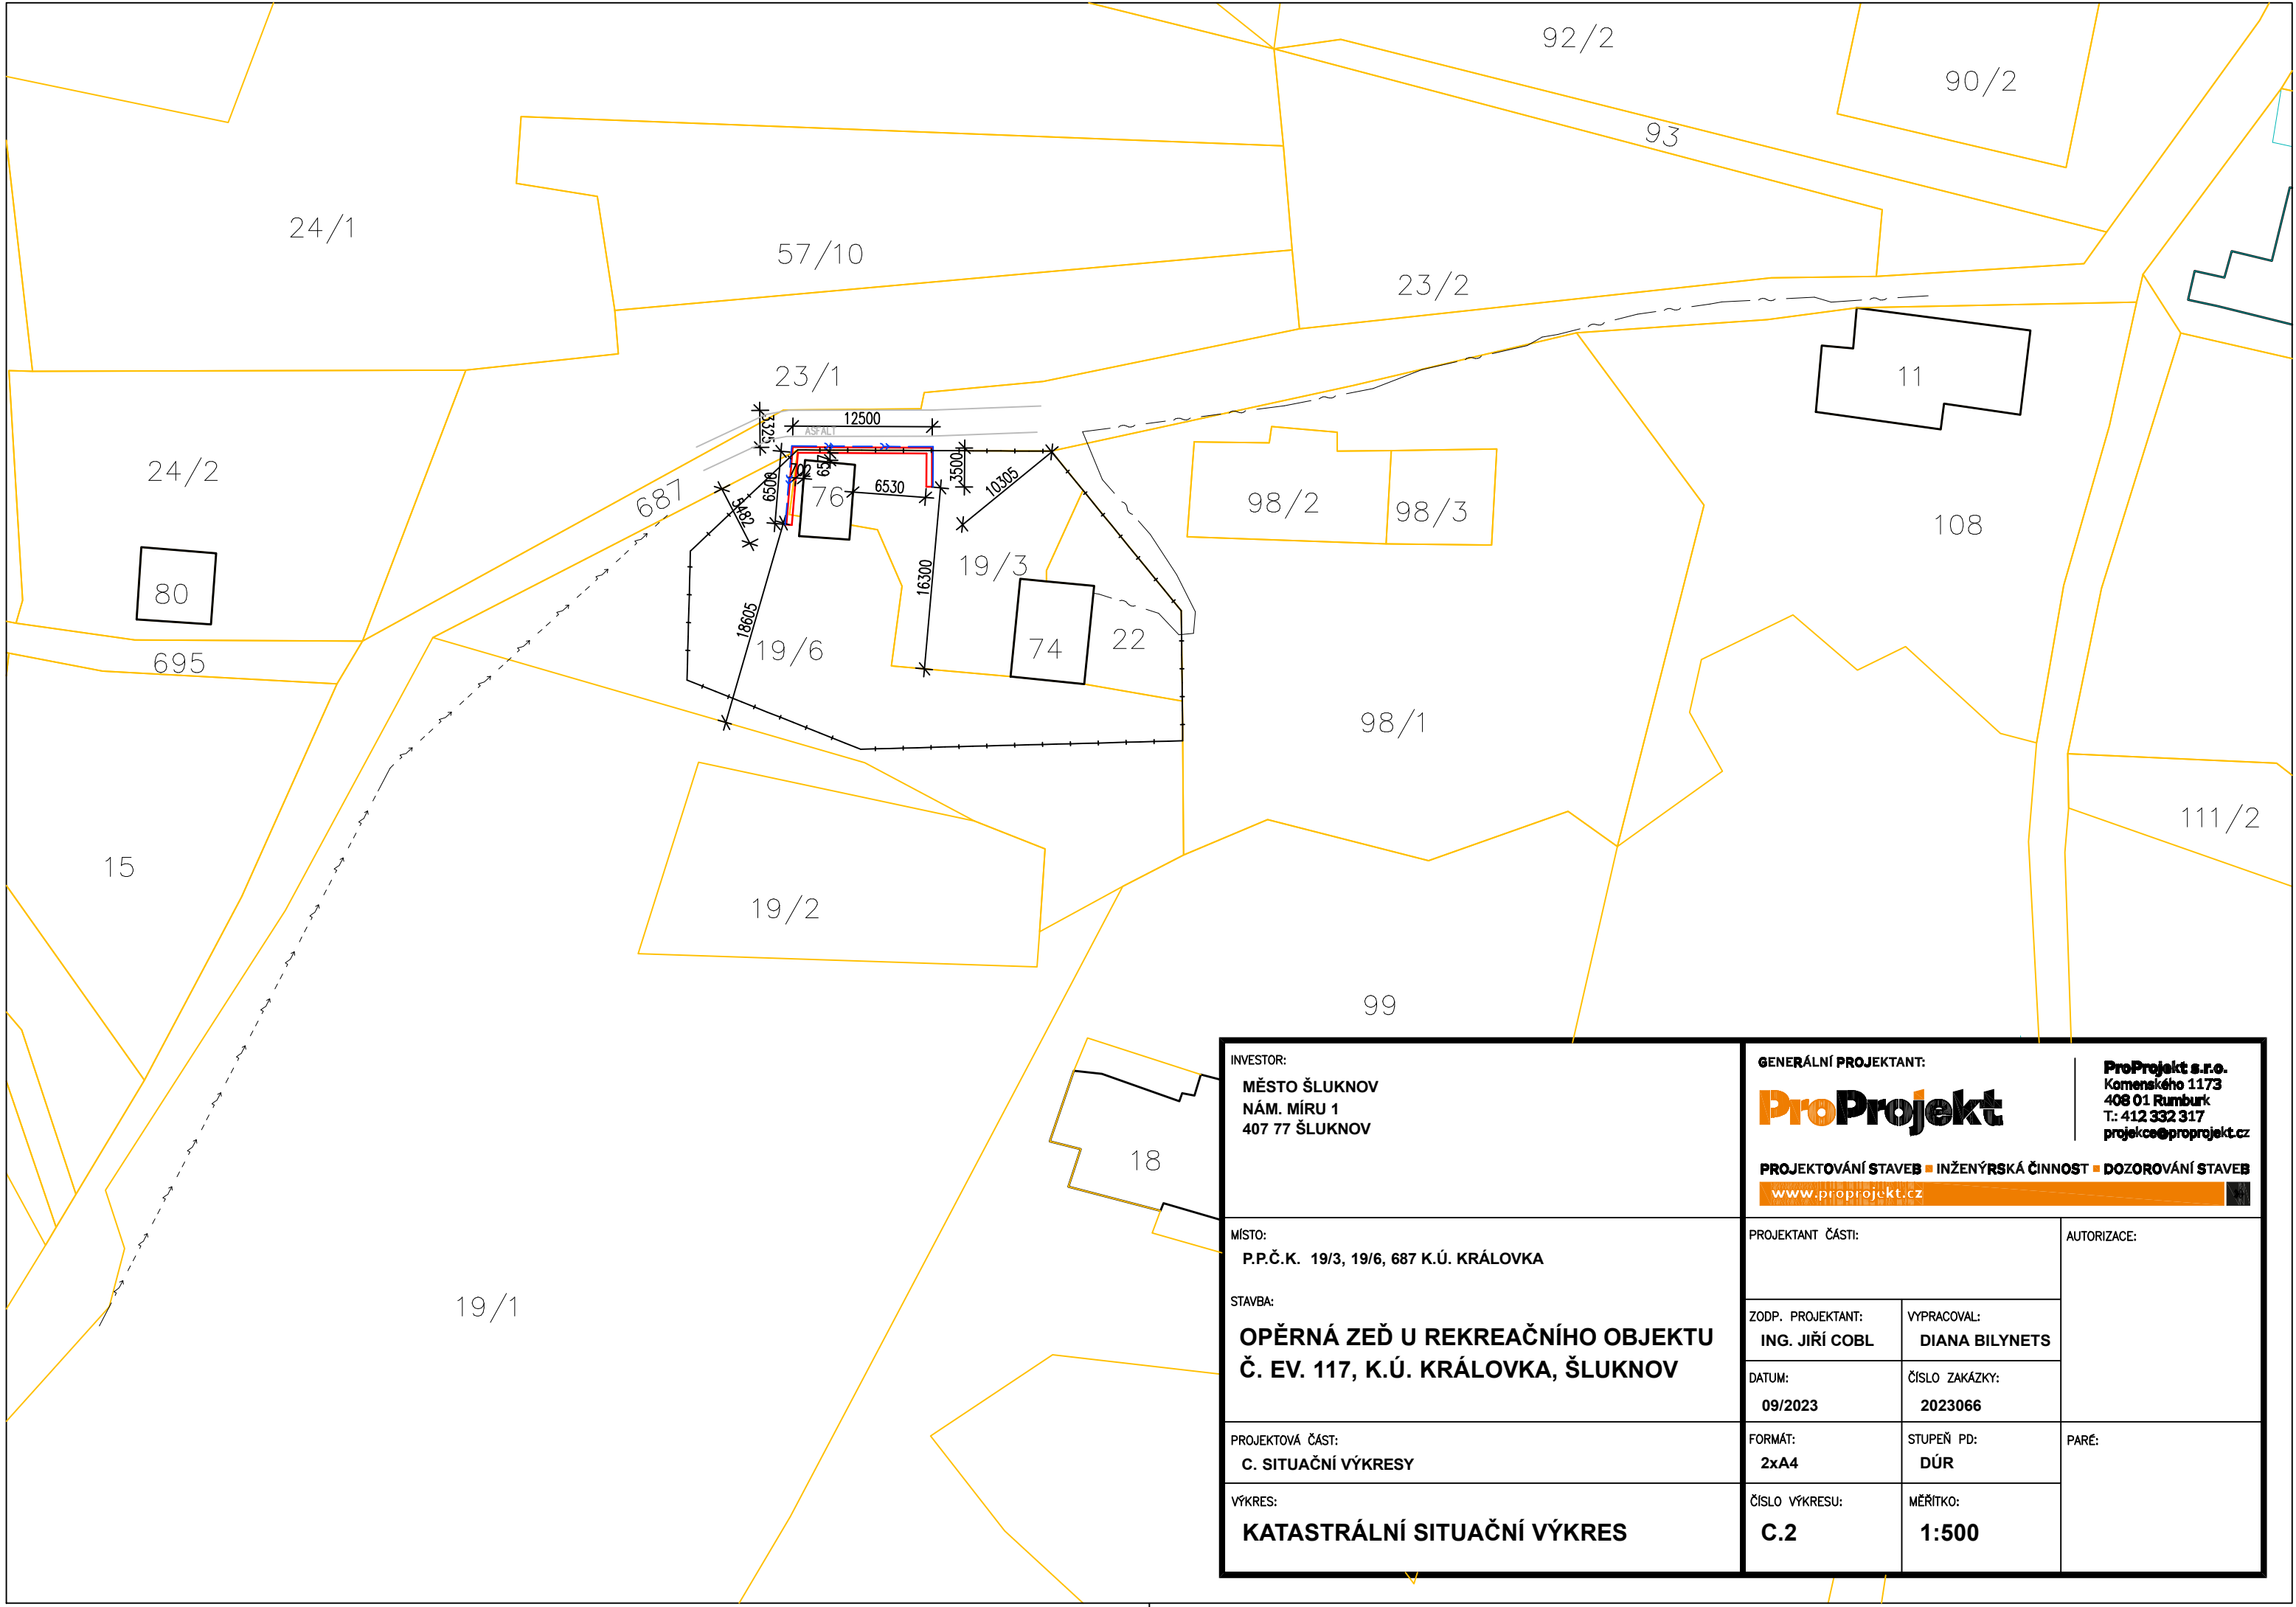 92/2
90/2
93
24/1
57/10
23/2
23/1
11
3325
12500
ASFALT
24/2
687
6500
702
657
76
6530
3500
10305
5482
98/2
98/3
108
80
19/3
16300
18605
19/6
74
22
695
98/1
111/2
15
19/2
99
18
19/1
INVESTOR:
MĚSTO ŠLUKNOV
NÁM. MÍRU 1
407 77 ŠLUKNOV
GENERÁLNÍ PROJEKTANT:
ProProjekt
ProProjekt s.r.o.
Komenského 1173
408 01 Rumburk
T.: 412 332 317
projekce@proprojekt.cz
PROJEKTOVÁNÍ STAVEB ■ INŽENÝRSKÁ ČINNOST ■ DOZOROVÁNÍ STAVEB
www.proprojekt.cz
MÍSTO:
P.P.Č.K. 19/3, 19/6, 687 K.Ú. KRÁLOVKA
STAVBA:
OPĚRNÁ ZEĎ U REKREAČNÍHO OBJEKTU
Č. EV. 117, K.Ú. KRÁLOVKA, ŠLUKNOV
PROJEKTOVÁ ČÁST:
C. SITUAČNÍ VÝKRESY
VÝKRES:
KATASTRÁLNÍ SITUAČNÍ VÝKRES
PROJEKTANT ČÁSTI:
AUTORIZACE:
ZODP. PROJEKTANT:
ING. JIŘÍ COBL
VYPRACOVAL:
DIANA BILYNETS
DATUM:
09/2023
ČÍSLO ZAKÁZKY:
2023066
FORMÁT:
2xA4
STUPEŇ PD:
DÚR
PARÉ:
ČÍSLO VÝKRESU:
C.2
MĚŘÍTKO:
1:500